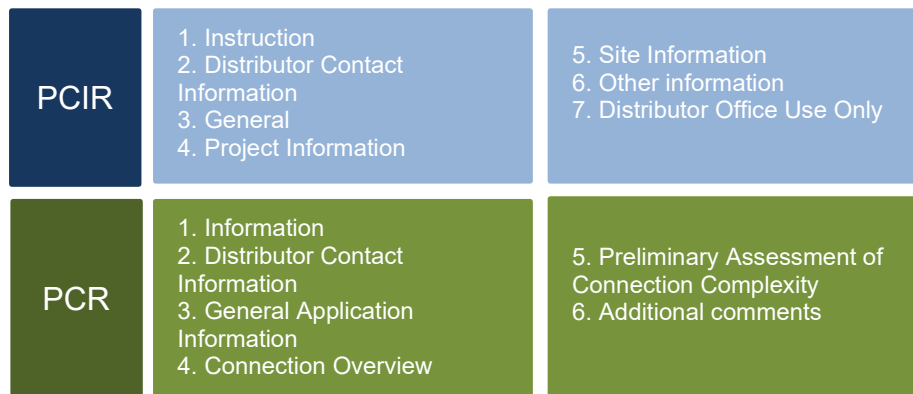 PCIR
1. Instruction
2. Distributor Contact
Information
3. General
4. Project Information
5. Site Information
6. Other information
7. Distributor Office Use Only
PCR
1. Information
2. Distributor Contact
Information
3. General Application
Information
4. Connection Overview
5. Preliminary Assessment of
Connection Complexity
6. Additional comments